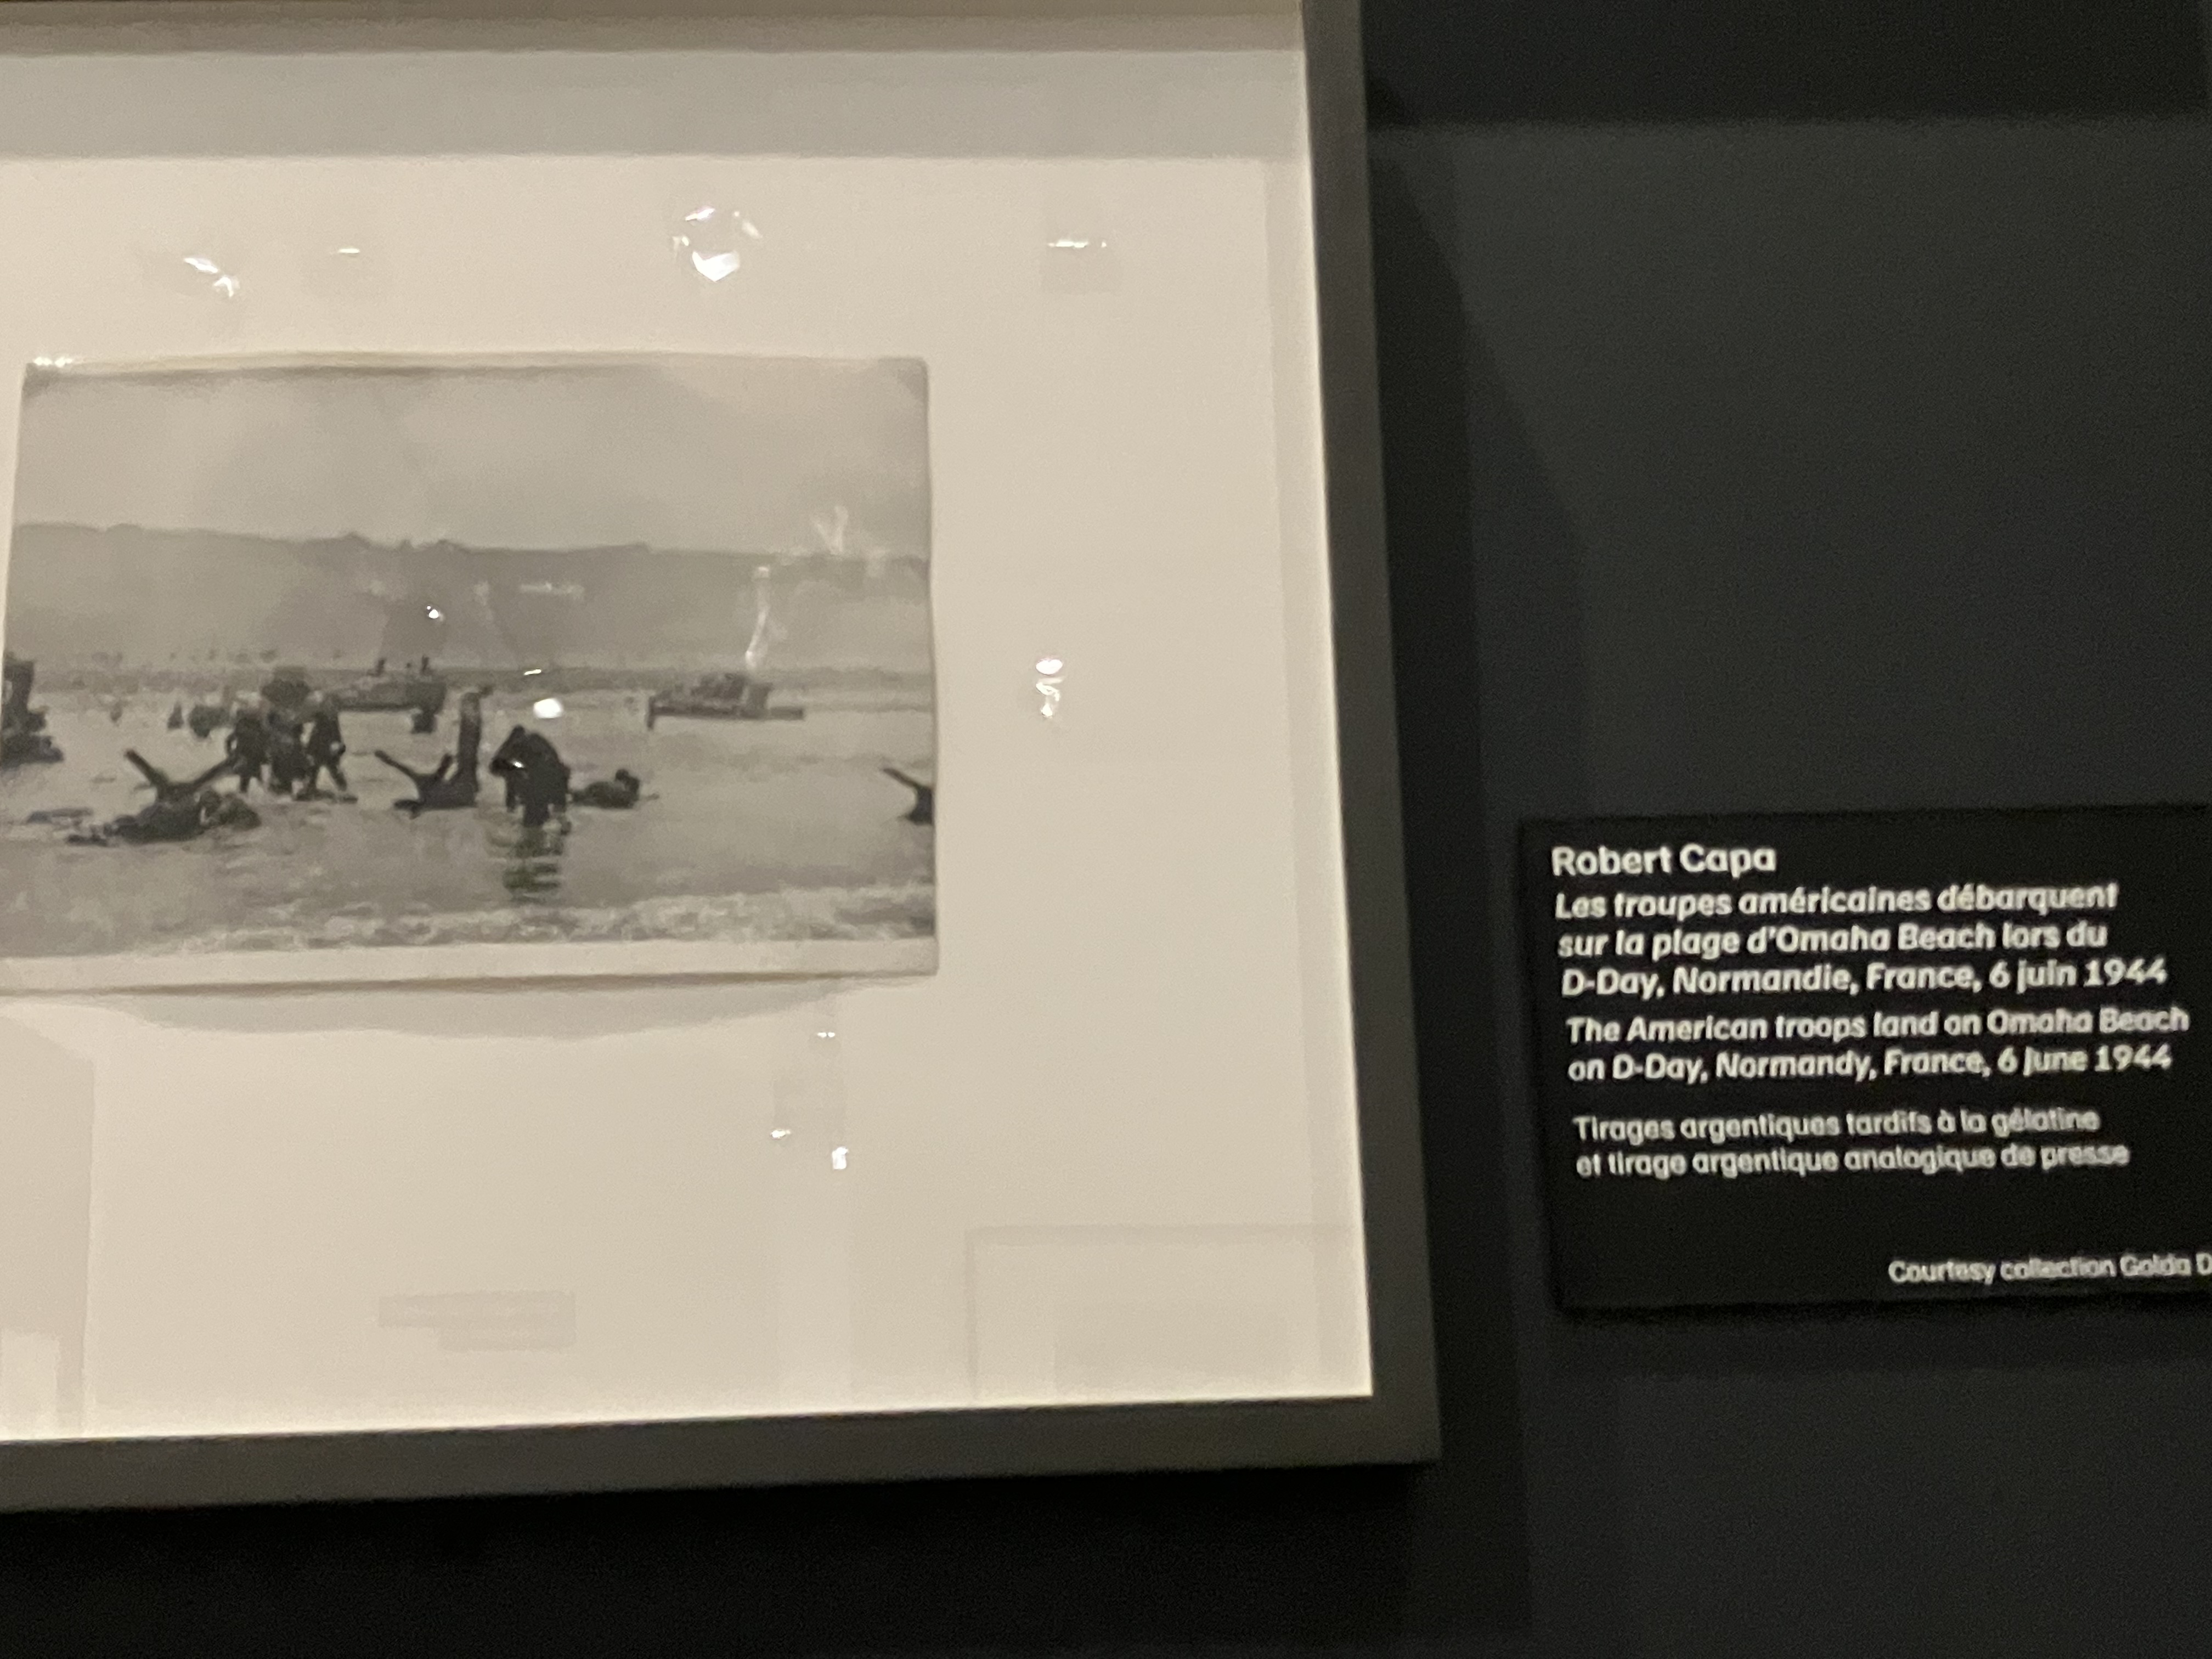 Robert Capa
Les troupes américaines débarquent
sur la plage d'Omaha Beach lors du
D-Day, Normandie, France, 6 juin 1944
The American troops land on Omaha Beach
on D-Day, Normandy, France, 6 June 1944
Tirages argentiques tardifs à la gélatine
et tirage argentique analogique de presse
Courtesy collection Golda D